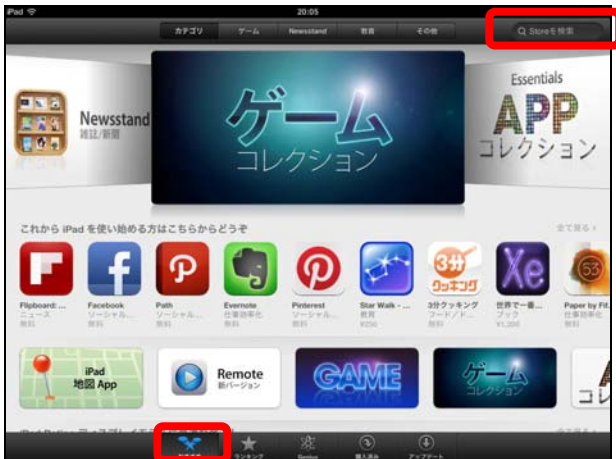 iPad
20:05
カテゴリ
ゲーム
Newsstand
教育
その他
Storeを検索
Newsstand
雑誌/新聞
ゲーム
コレクション
Essentials
APP
コレクション
これから iPad を使い始める方はこちらからどうぞ
全て見る
3分
クッキング
Xe
53
Flipboard:...
ニュース
無料
Facebook
ソーシャル...
無料
Path
ソーシャル...
無料
Evernote
仕事効率化
無料
Pinterest
ソーシャル...
無料
Star Walk - ...
教育
¥250
3分クッキング
フード/ド...
無料
世界で一番...
ブック
¥1,200
Paper by Fif...
仕事効率化
無料
iPad
地図 App
Remote
新バージョン
GAME
ゲーム
コレクション
ランキング
Genius
購入済み
アップデート